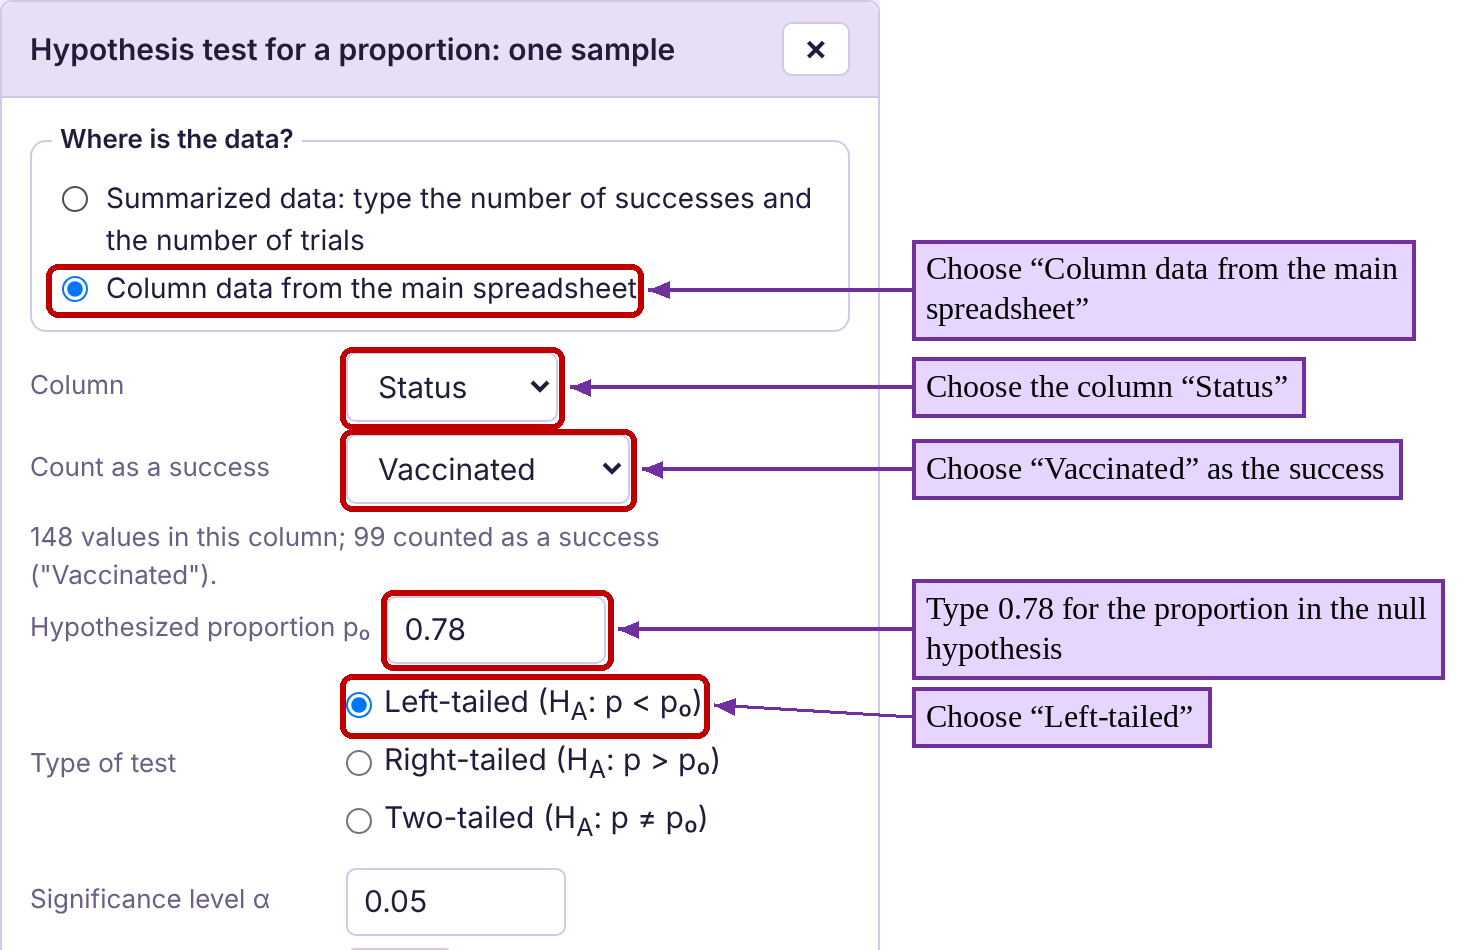 Hypothesis test for a proportion: one sample
×
Where is the data?
Summarized data: type the number of successes and
the number of trials
Column data from the main spreadsheet
Choose “Column data from the main
spreadsheet”
Column
Status
Choose the column “Status”
Count as a success
Vaccinated
Choose “Vaccinated” as the success
148 values in this column; 99 counted as a success
("Vaccinated").
Hypothesized proportion p₀
0.78
Type 0.78 for the proportion in the null
hypothesis
Type of test
Left-tailed (H_A: p < p₀)
Choose “Left-tailed”
Right-tailed (H_A: p > p₀)
Two-tailed (H_A: p ≠ p₀)
Significance level α
0.05